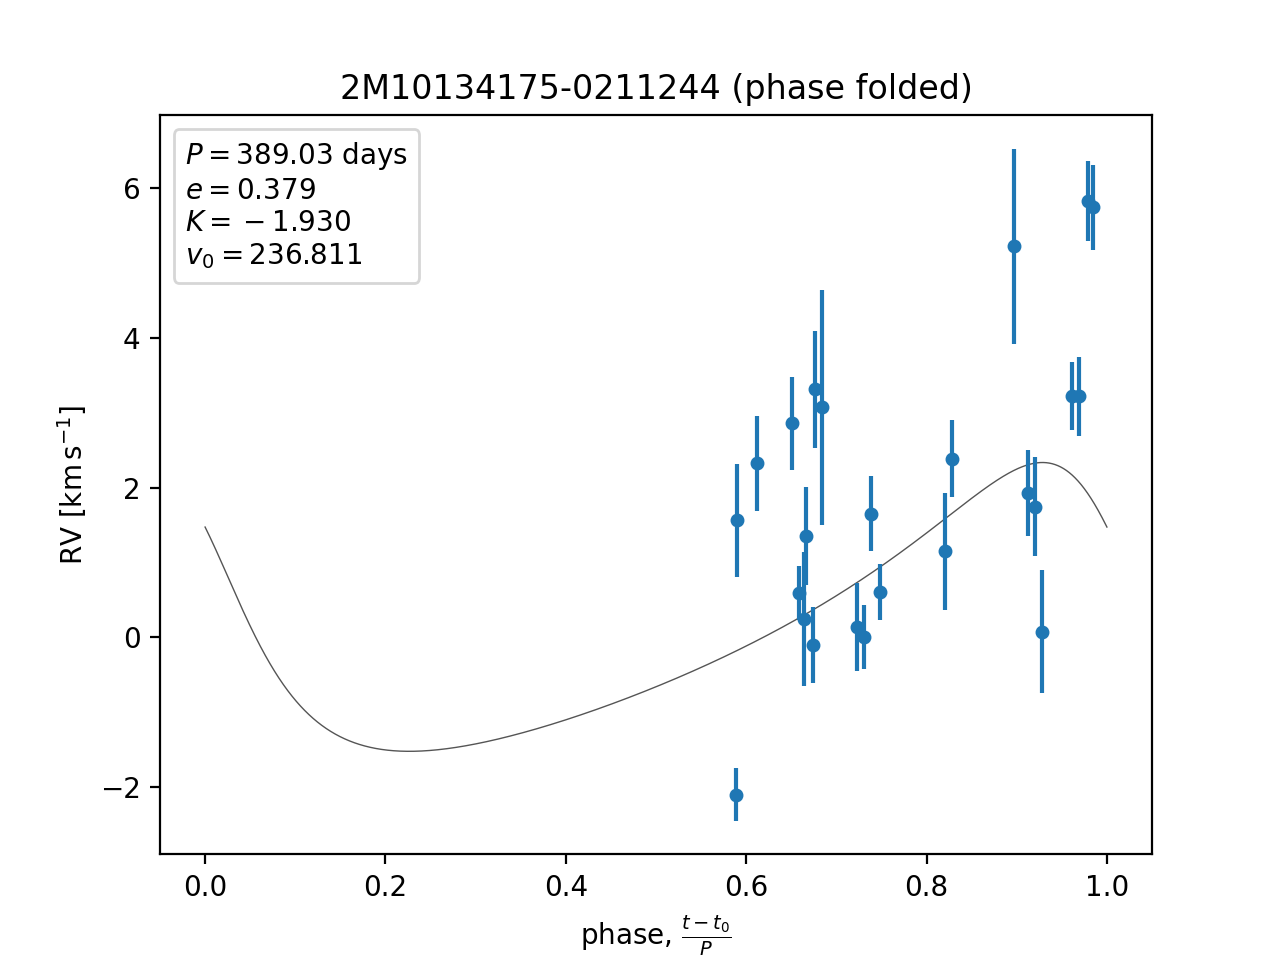 2M10134175-0211244 (phase folded)
P = 389.03 days
e = 0.379
K = −1.930
v₀ = 236.811
RV [km s⁻¹]
6
4
2
0
−2
0.0 0.2 0.4 0.6 0.8 1.0
phase, (t − t₀)/P